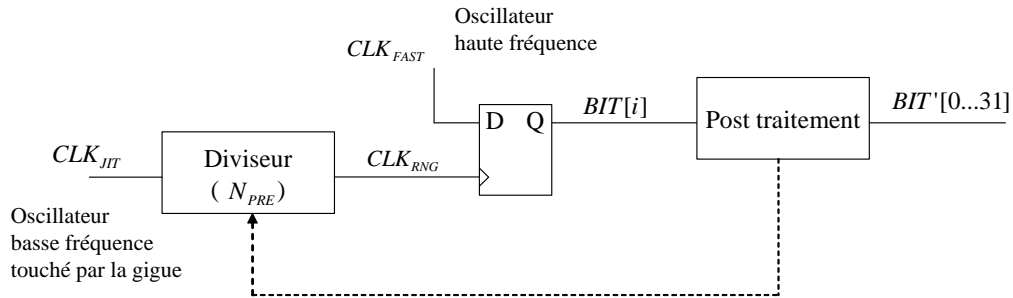 Oscillateur
haute fréquence
CLK_FAST
BIT[i]
BIT'[0...31]
D Q
Post traitement
CLK_JIT
Diviseur
( N_PRE )
CLK_RNG
Oscillateur
basse fréquence
touché par la gigue